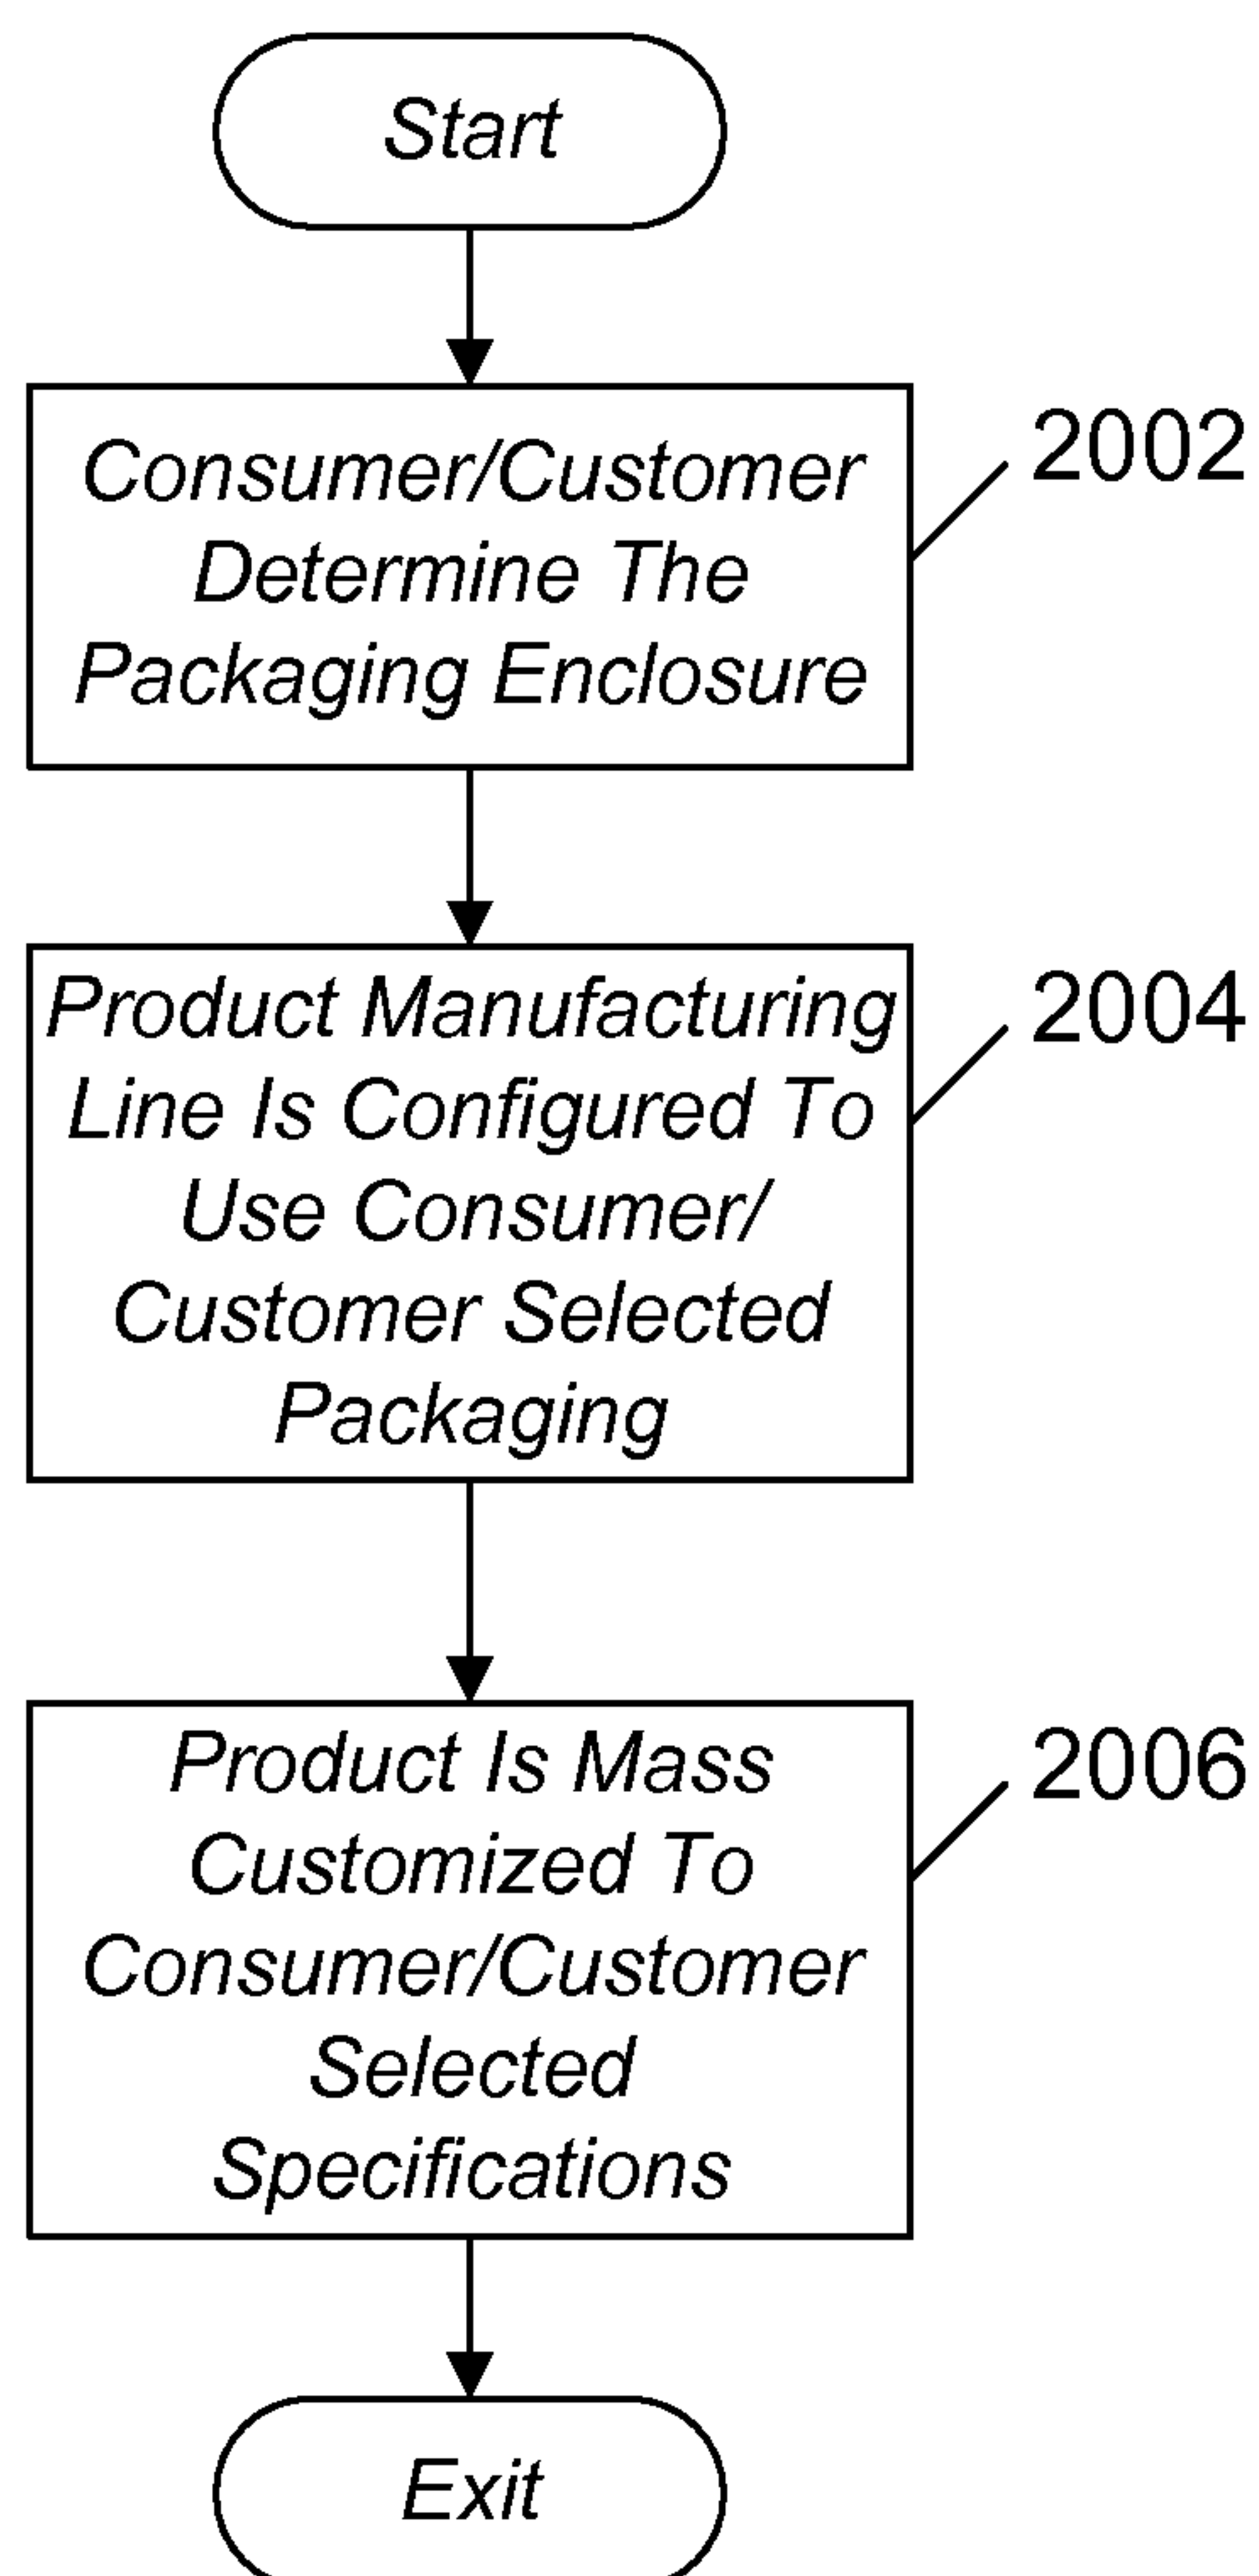 Start
Consumer/Customer
Determine The
Packaging Enclosure
2002
Product Manufacturing
Line Is Configured To
Use Consumer/
Customer Selected
Packaging
2004
Product Is Mass
Customized To
Consumer/Customer
Selected
Specifications
2006
Exit